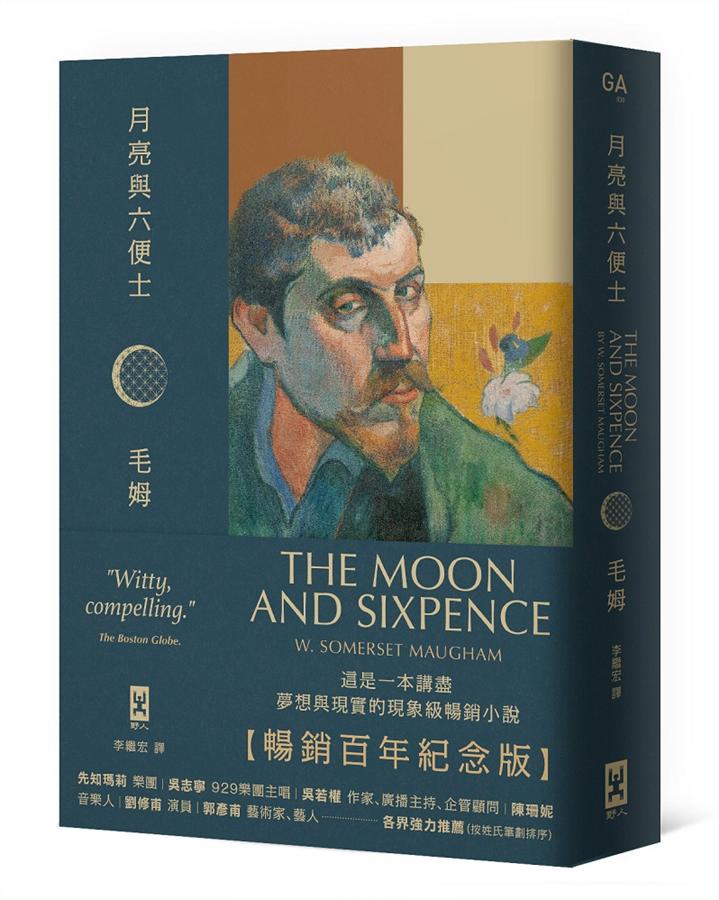 月亮與六便士
毛姆
"Witty,
compelling."
The Boston Globe.
野人
李繼宏 譯
THE MOON
AND SIXPENCE
W. SOMERSET MAUGHAM
這是一本講盡
夢想與現實的現象級暢銷小說
【暢銷百年紀念版】
先知瑪莉 樂團|吳志寧 929樂團主唱|吳若權 作家、廣播主持、企管顧問|陳珊妮
音樂人|劉修甫 演員|郭彥甫 藝術家、藝人 ………… 各界強力推薦(按姓氏筆劃排序)
GA
月亮與六便士
THE MOON
AND SIXPENCE
BY W. SOMERSET MAUGHAM
毛姆
李繼宏 譯
野人